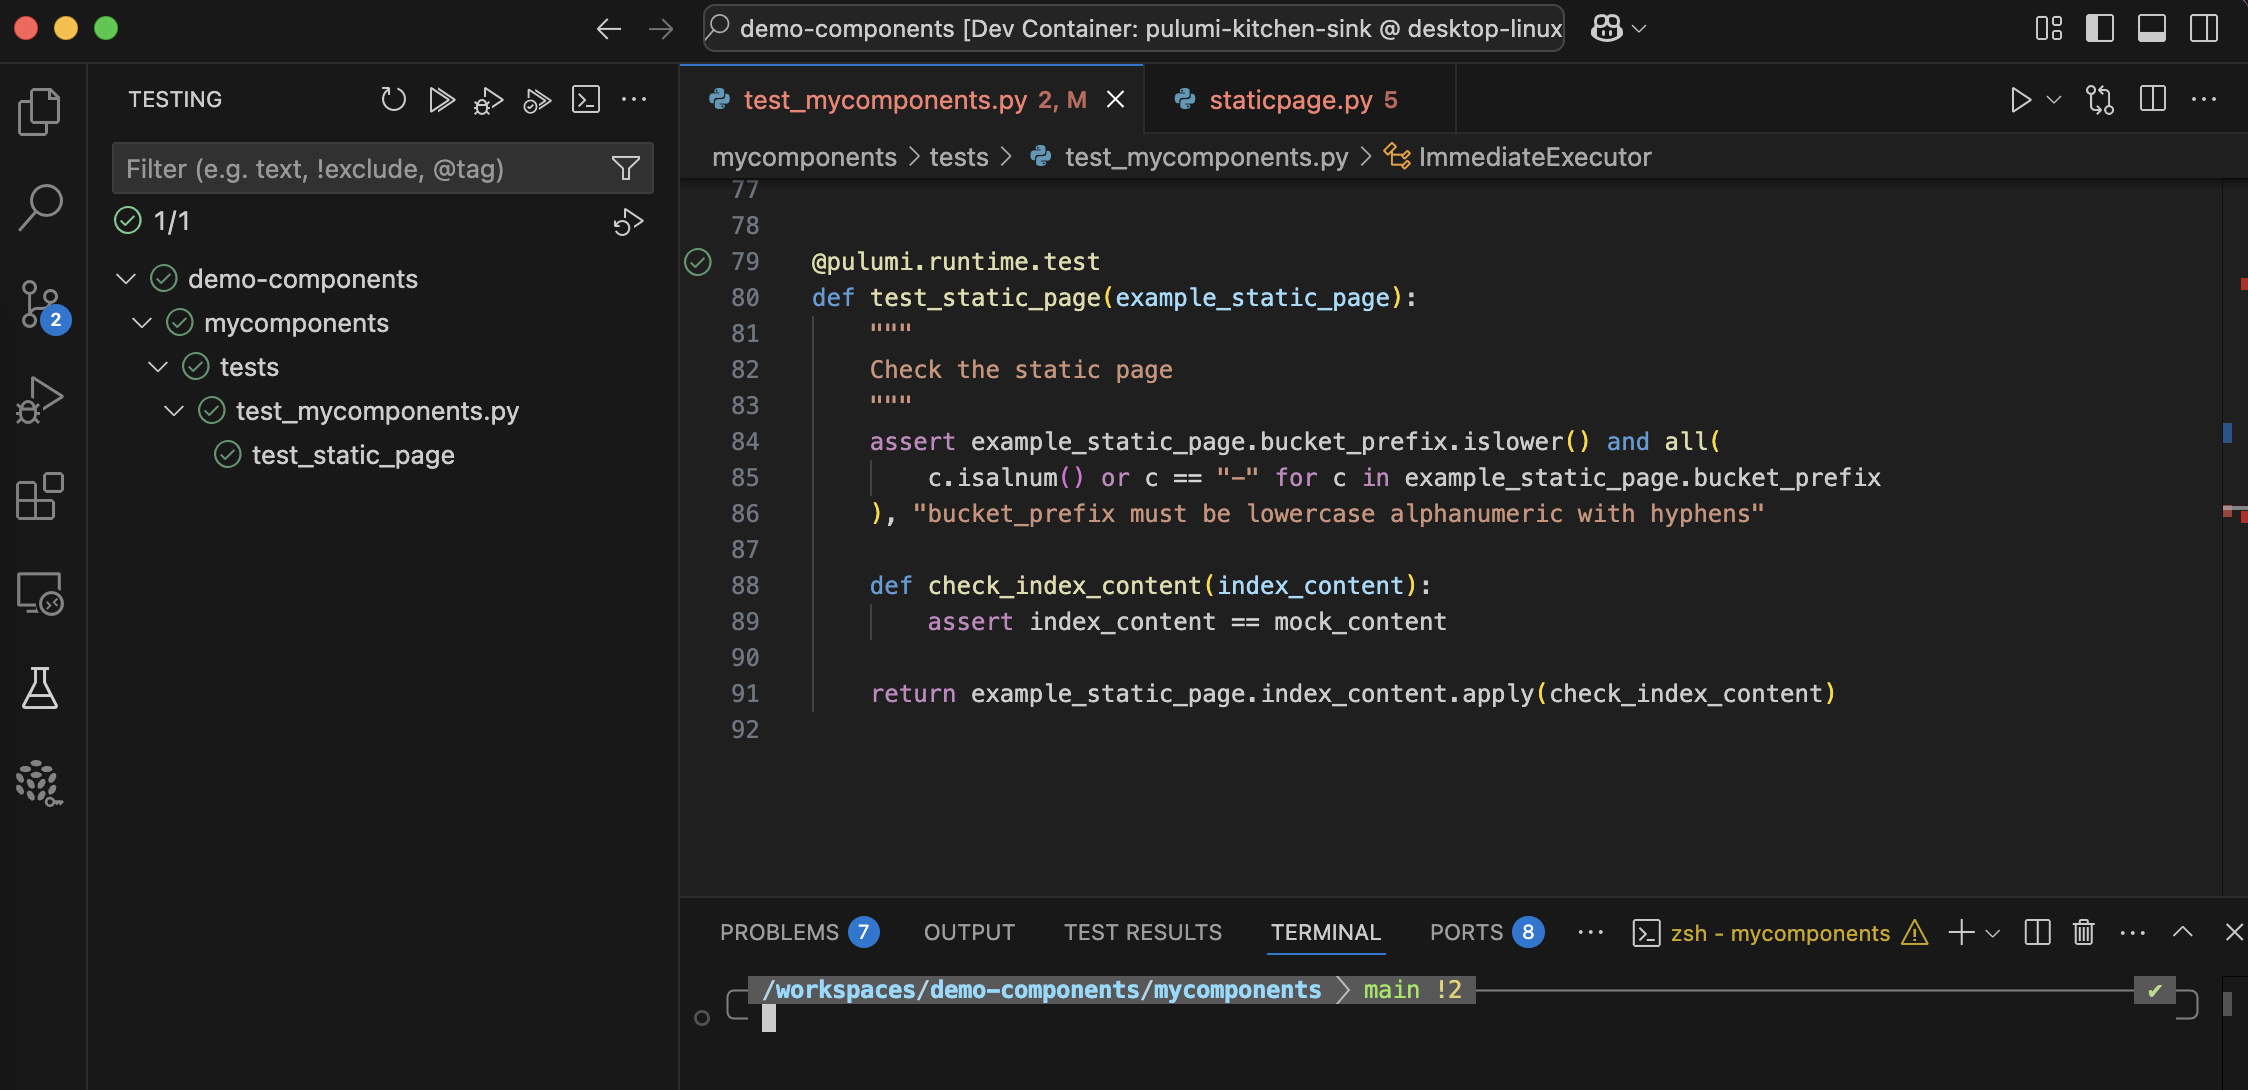 demo-components [Dev Container: pulumi-kitchen-sink @ desktop-linux
TESTING
Filter (e.g. text, !exclude, @tag)
1/1
demo-components
mycomponents
tests
test_mycomponents.py
test_static_page
2
test_mycomponents.py 2, M
staticpage.py 5
mycomponents > tests > test_mycomponents.py > ImmediateExecutor
77
78
79 @pulumi.runtime.test
80 def test_static_page(example_static_page):
81     """
82     Check the static page
83     """
84     assert example_static_page.bucket_prefix.islower() and all(
85         c.isalnum() or c == "-" for c in example_static_page.bucket_prefix
86     ), "bucket_prefix must be lowercase alphanumeric with hyphens"
87
88     def check_index_content(index_content):
89         assert index_content == mock_content
90
91     return example_static_page.index_content.apply(check_index_content)
92
PROBLEMS 7 OUTPUT TEST RESULTS TERMINAL PORTS 8 ··· zsh - mycomponents
/workspaces/demo-components/mycomponents > main !2 ✔